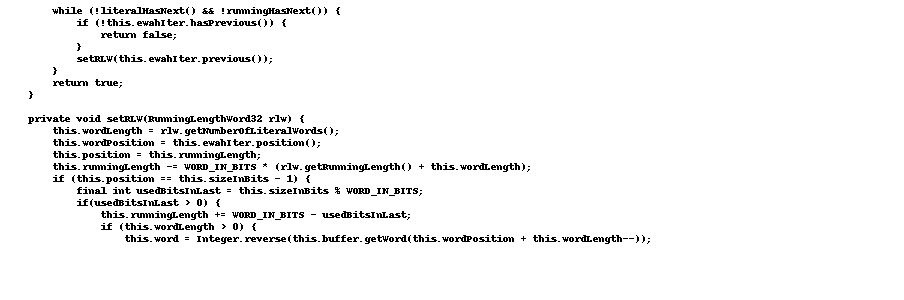 while (!literalHasNext() && !runningHasNext()) {
if (!this.ewahIter.hasPrevious()) {
return false;
}
setRLW(this.ewahIter.previous());
}
return true;
}
private void setRLW(RunningLengthWord32 rlw) {
this.wordLength = rlw.getNumberOfLiteralWords();
this.wordPosition = this.ewahIter.position();
this.position = this.runningLength;
this.runningLength -= WORD_IN_BITS * (rlw.getRunningLength() + this.wordLength);
if (this.position == this.sizeInBits - 1) {
final int usedBitsInLast = this.sizeInBits % WORD_IN_BITS;
if(usedBitsInLast > 0) {
this.runningLength += WORD_IN_BITS - usedBitsInLast;
if (this.wordLength > 0) {
this.word = Integer.reverse(this.buffer.getWord(this.wordPosition + this.wordLength--));